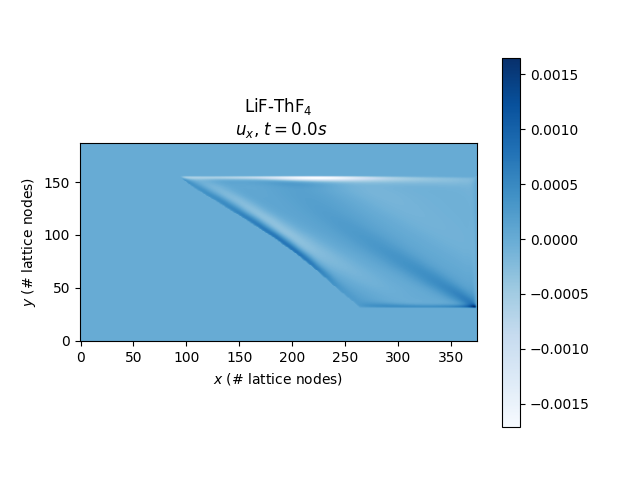 LiF-ThF₄
uₓ, t = 0.0s
y (# lattice nodes)
150
100
50
0
0 50 100 150 200 250 300 350
x (# lattice nodes)
0.0015
0.0010
0.0005
0.0000
−0.0005
−0.0010
−0.0015